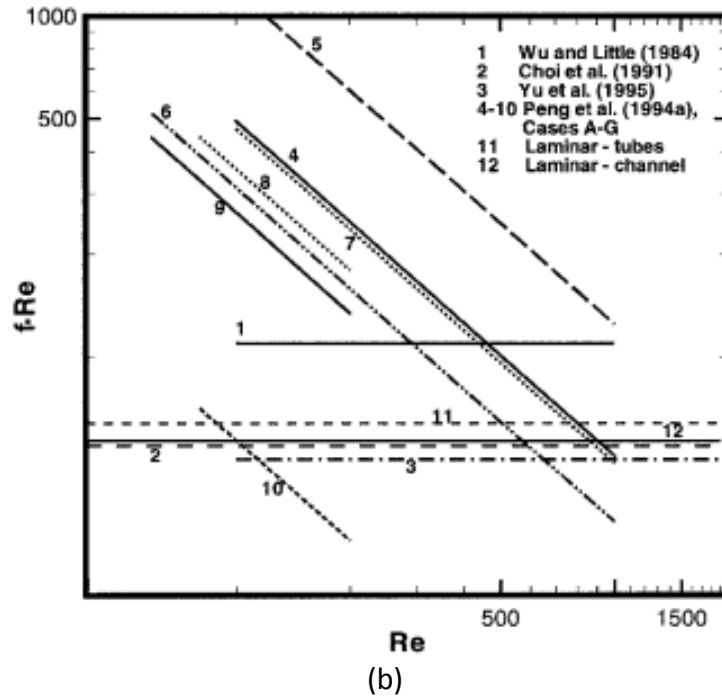 1000
5
1 Wu and Little (1984)
2 Choi et al. (1991)
3 Yu et al. (1995)
4-10 Peng et al. (1994a),
Cases A-G
11 Laminar - tubes
12 Laminar - channel
500
6
4
8
9
7
f-Re
1
11
12
2
3
10
500
1000
1500
Re
(b)